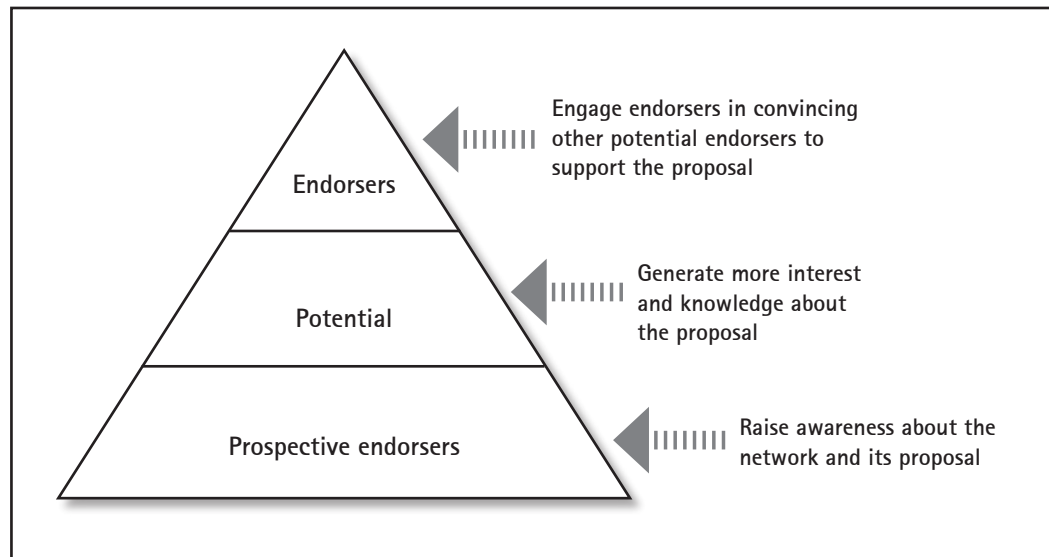 Endorsers
Engage endorsers in convincing
other potential endorsers to
support the proposal
Potential
Generate more interest
and knowledge about
the proposal
Prospective endorsers
Raise awareness about the
network and its proposal